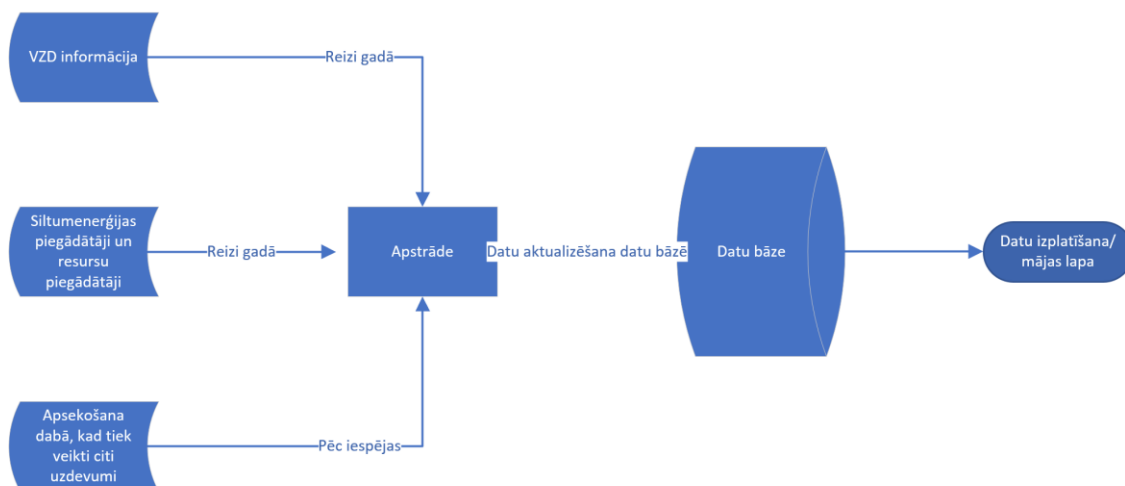 VZD informācija
Reizi gadā
Siltumenerģijas
piegādātāji un
resursu
piegādātāji
Reizi gadā
Apstrāde
Datu aktualizēšana datu bāzē
Datu bāze
Datu izplatīšana/
mājas lapa
Apsekošana
dabā, kad tiek
veikti citi
uzdevumi
Pēc iespējas